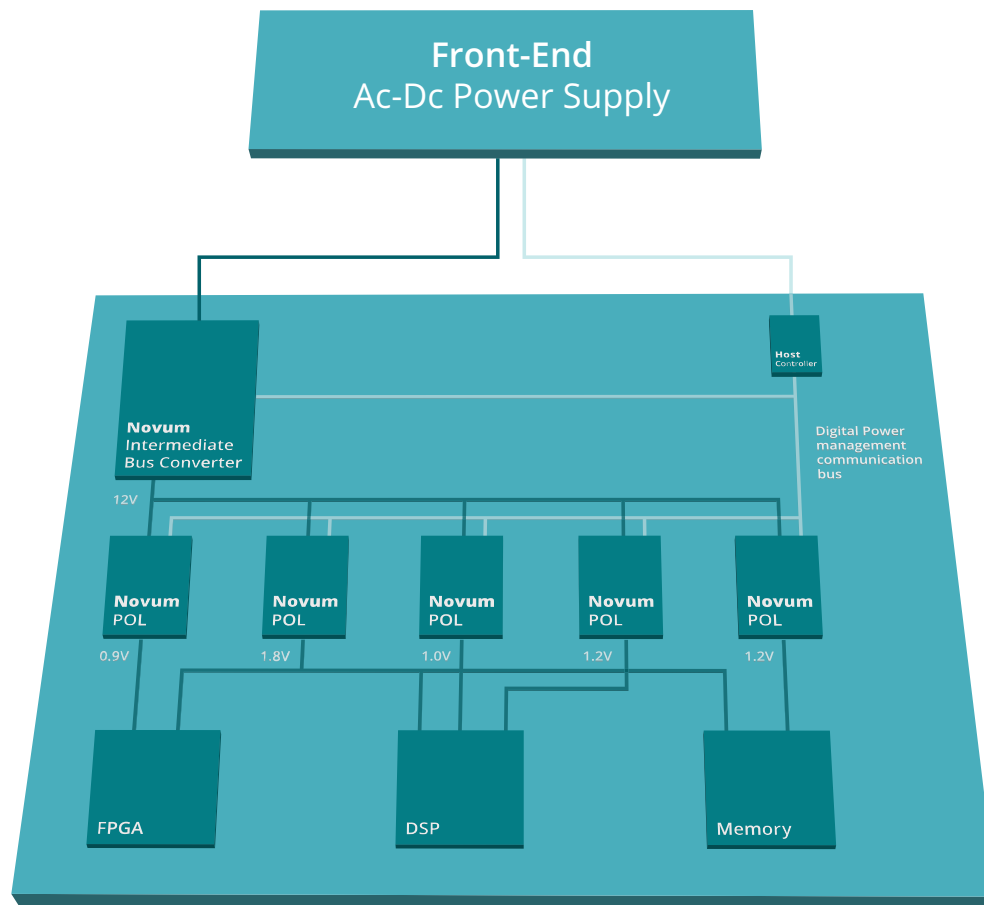 Front-End
Ac-Dc Power Supply
Host
Controller
Novum
Intermediate
Bus Converter
Digital Power
management
communication
bus
12V
Novum
POL
Novum
POL
Novum
POL
Novum
POL
Novum
POL
0.9V
1.8V
1.0V
1.2V
1.2V
FPGA
DSP
Memory